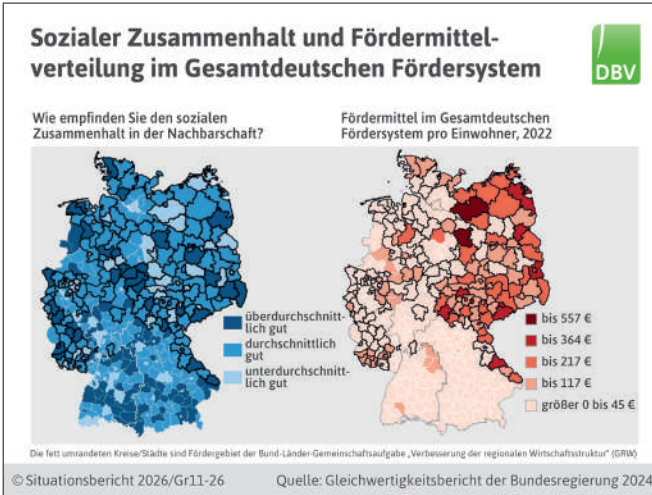 Sozialer Zusammenhalt und Fördermittel-
verteilung im Gesamtdeutschen Fördersystem
DBV
Wie empfinden Sie den sozialen
Zusammenhalt in der Nachbarschaft?
Fördermittel im Gesamtdeutschen
Fördersystem pro Einwohner, 2022
überdurchschnitt-
lich gut
durchschnittlich
gut
unterdurchschnitt-
lich gut
bis 557 €
bis 364 €
bis 217 €
bis 117 €
größer 0 bis 45 €
Die fett umrandeten Kreise/Städte sind Fördergebiet der Bund-Länder-Gemeinschaftsaufgabe „Verbesserung der regionalen Wirtschaftsstruktur" (GRW)
© Situationsbericht 2026/Gr11-26
Quelle: Gleichwertigkeitsbericht der Bundesregierung 2024